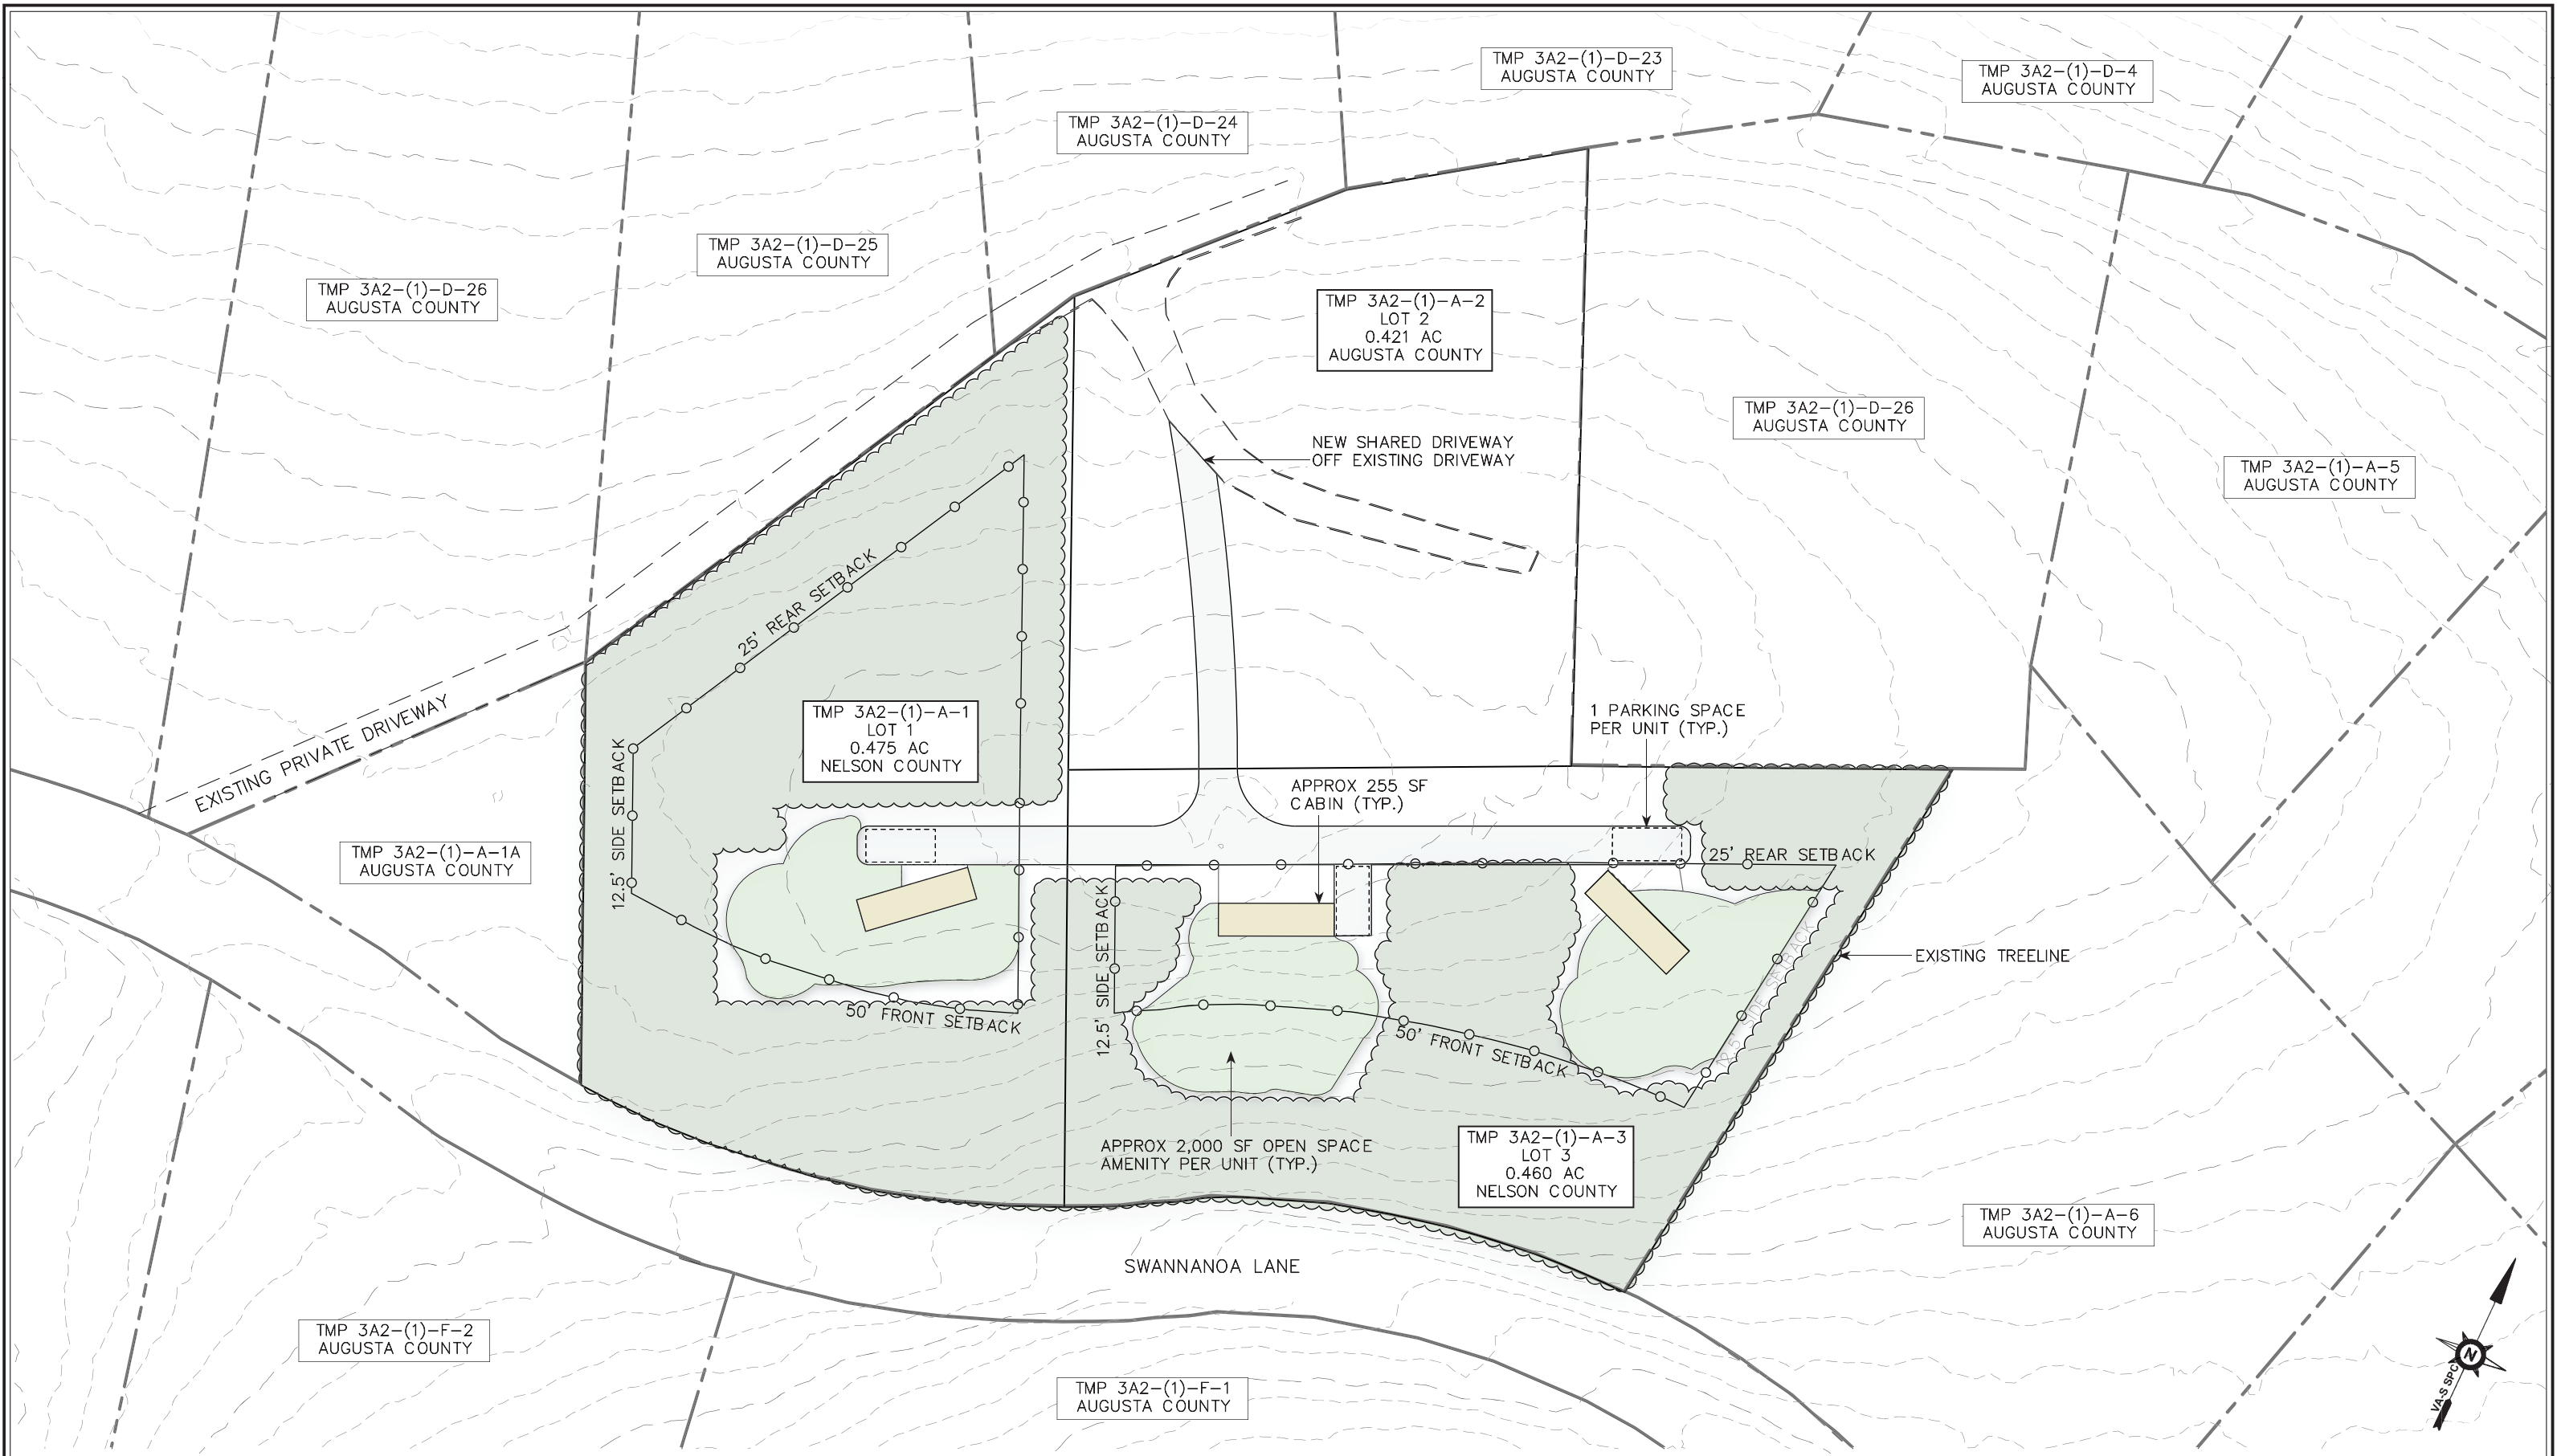 TMP 3A2-(1)-D-23
AUGUSTA COUNTY
TMP 3A2-(1)-D-4
AUGUSTA COUNTY
TMP 3A2-(1)-D-24
AUGUSTA COUNTY
TMP 3A2-(1)-D-25
AUGUSTA COUNTY
TMP 3A2-(1)-D-26
AUGUSTA COUNTY
TMP 3A2-(1)-A-2
LOT 2
0.421 AC
AUGUSTA COUNTY
TMP 3A2-(1)-D-26
AUGUSTA COUNTY
NEW SHARED DRIVEWAY
OFF EXISTING DRIVEWAY
TMP 3A2-(1)-A-5
AUGUSTA COUNTY
25' REAR SETBACK
EXISTING PRIVATE DRIVEWAY
TMP 3A2-(1)-A-1
LOT 1
0.475 AC
NELSON COUNTY
1 PARKING SPACE
PER UNIT (TYP.)
12.5' SIDE SETBACK
APPROX 255 SF
CABIN (TYP.)
TMP 3A2-(1)-A-1A
AUGUSTA COUNTY
25' REAR SETBACK
12.5' SIDE SETBACK
12.5' SIDE SETBACK
EXISTING TREELINE
50' FRONT SETBACK
50' FRONT SETBACK
APPROX 2,000 SF OPEN SPACE
AMENITY PER UNIT (TYP.)
TMP 3A2-(1)-A-3
LOT 3
0.460 AC
NELSON COUNTY
TMP 3A2-(1)-A-6
AUGUSTA COUNTY
SWANNANOA LANE
TMP 3A2-(1)-F-2
AUGUSTA COUNTY
TMP 3A2-(1)-F-1
AUGUSTA COUNTY
N
VA-S SPC